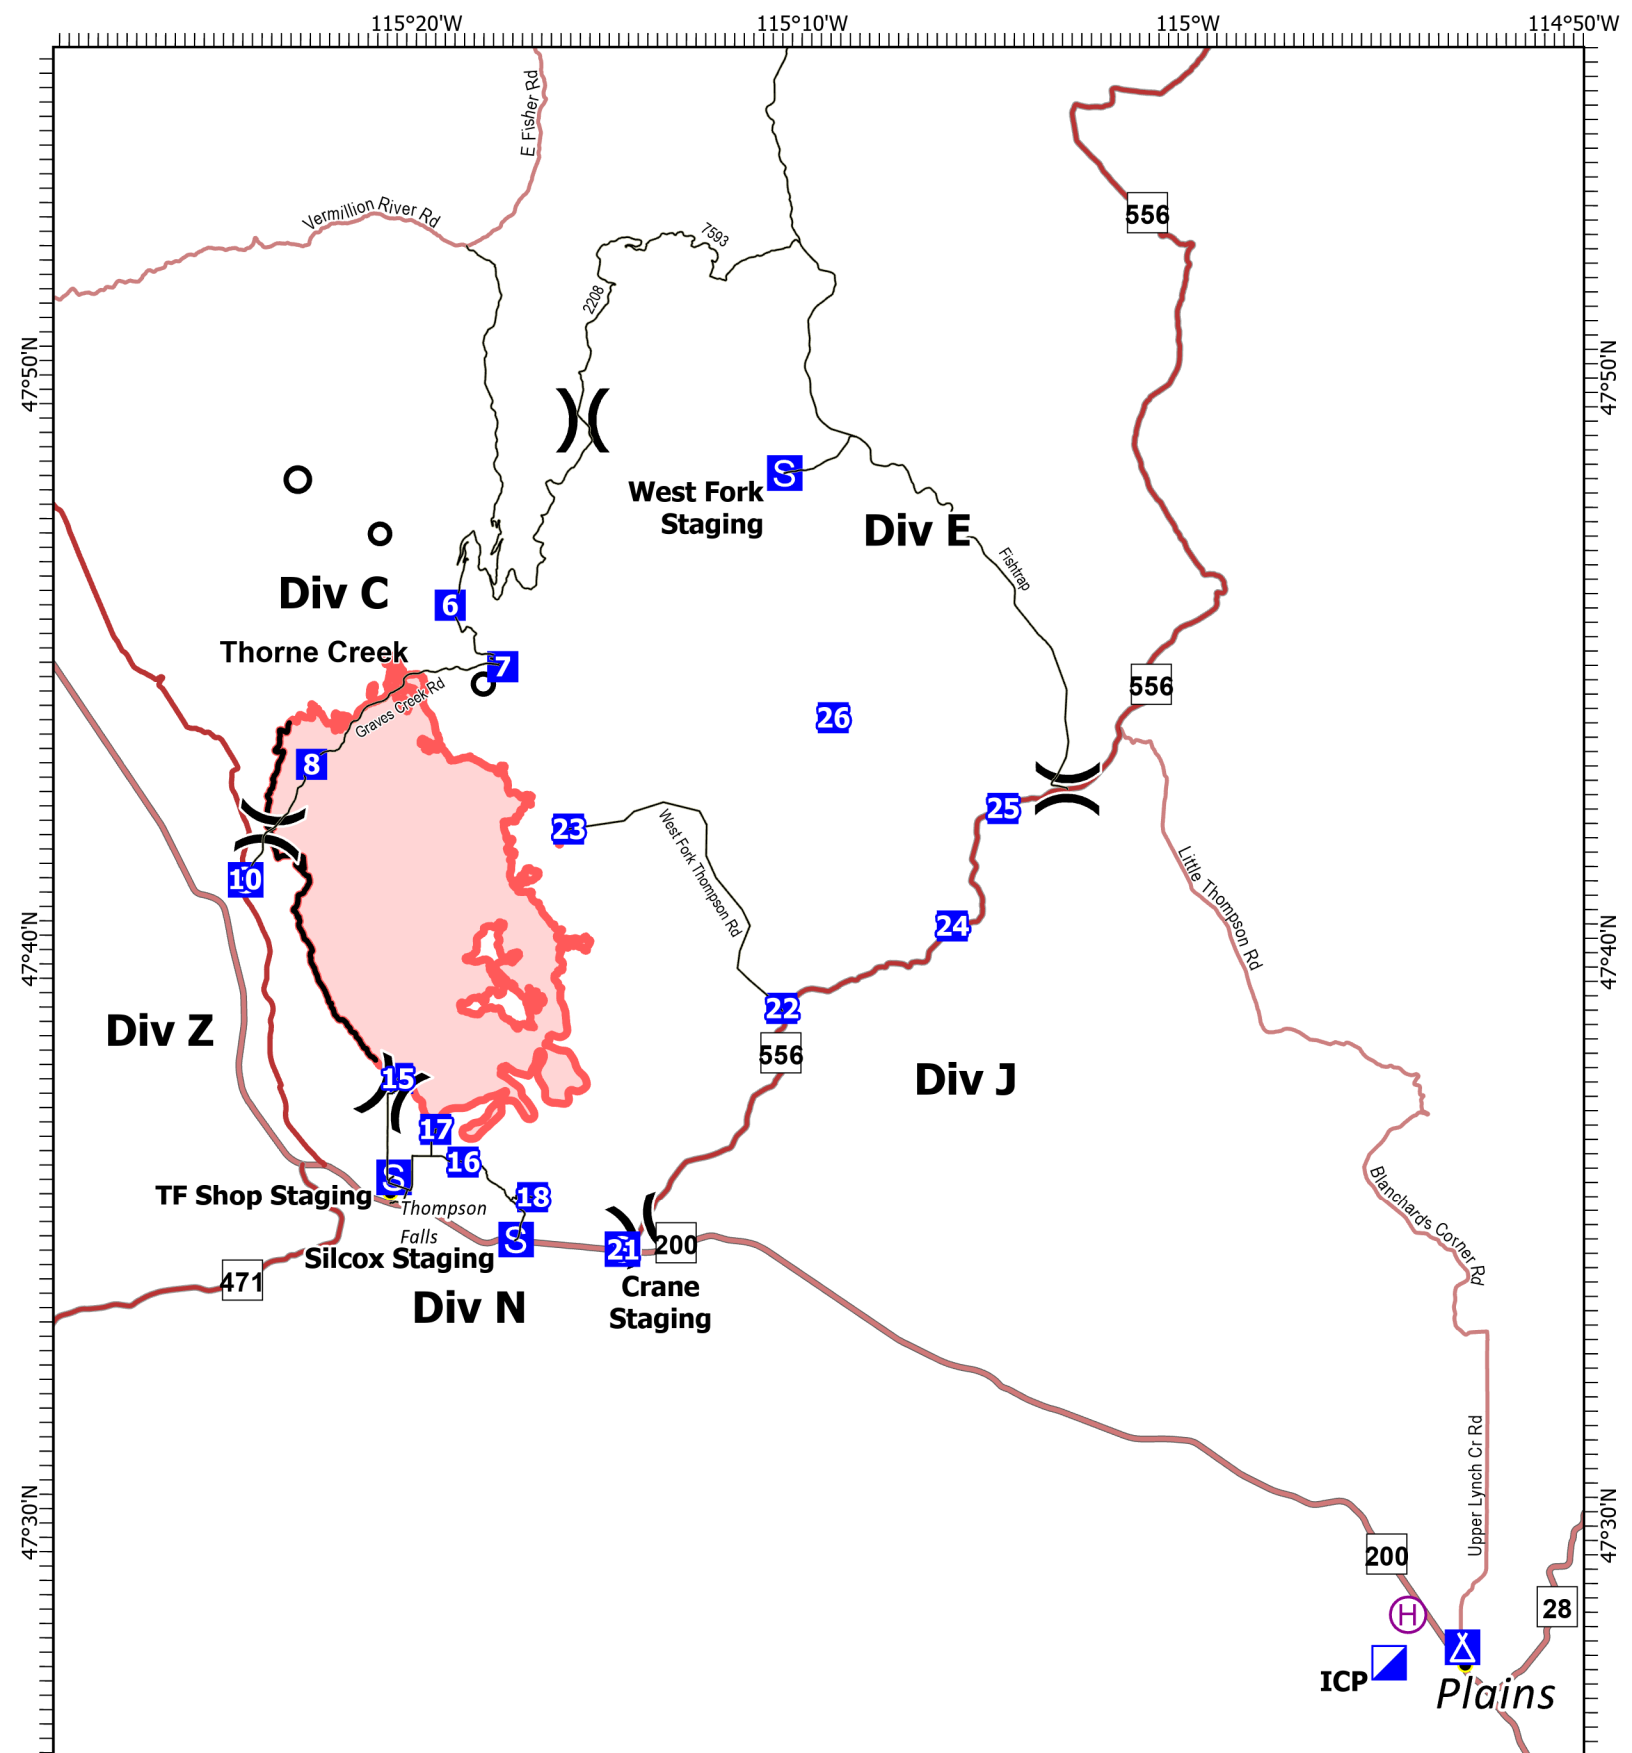 115°20'W
115°10'W
115°W
114°50'W
E Fisher Rd
Vermillion River Rd
556
7593
2208
47°50'N
47°50'N
S
West Fork
Staging
Div E
Fishtrap
Div C
6
Thorne Creek
7
556
Graves Creek Rd
26
8
25
23
West Fork Thompson Rd
10
Little Thompson Rd
24
47°40'N
47°40'N
22
Div Z
556
15
Div J
17
16
S
TF Shop Staging
18
Thompson
Falls
Blanchards Corner Rd
S
Silcox Staging
21
200
471
Crane
Staging
Div N
Upper Lynch Cr Rd
47°30'N
47°30'N
200
28
H
ICP
Plains